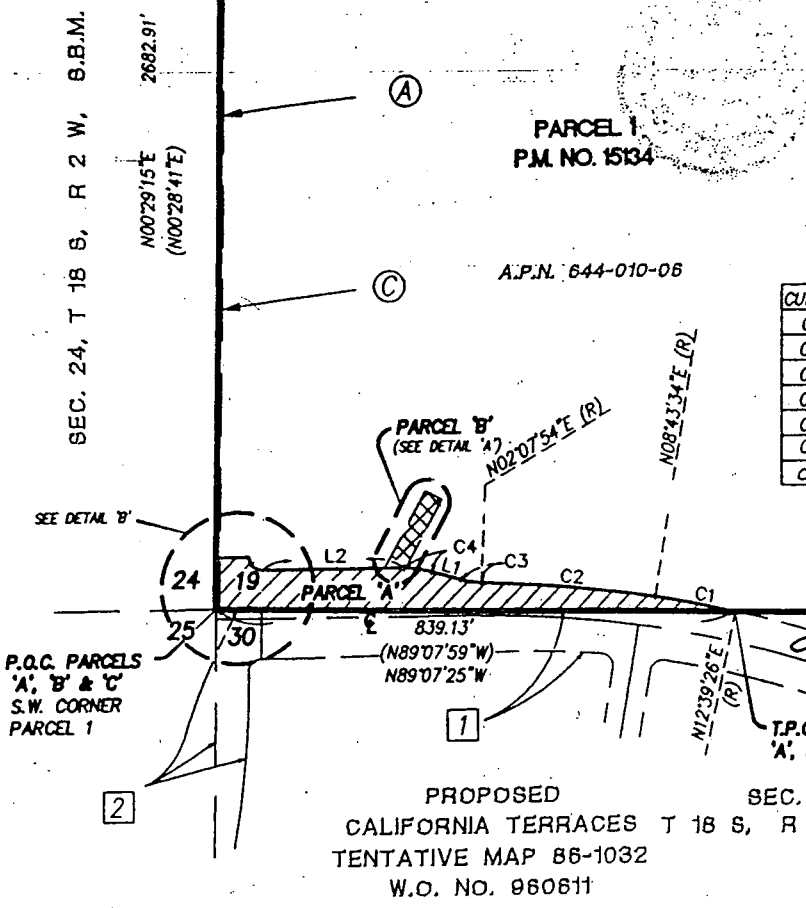 SEC. 24, T 18 S, R 2 W, S.B.M.
2682.91'
N00°29'15"E
(N00°28'41"E)
A
PARCEL 1
P.M. NO. 15134
A.P.N. 644-010-06
C
N08°43'34"E (R)
PARCEL 'B'
(SEE DETAIL 'A')
N02°07'54"E (R)
SEE DETAIL 'B'
L2
C4
L1
C3
C2
C1
24
19
PARCEL 'A'
25
30
839.13'
(N89°07'59"W)
N89°07'25"W
P.O.C. PARCELS
'A', 'B' & 'C'
S.W. CORNER
PARCEL 1
1
N12°39'26"E
(R)
'A',
2
PROPOSED
CALIFORNIA TERRACES
TENTATIVE MAP 86-1032
W.O. NO. 960611
SEC.
T 18 S, R